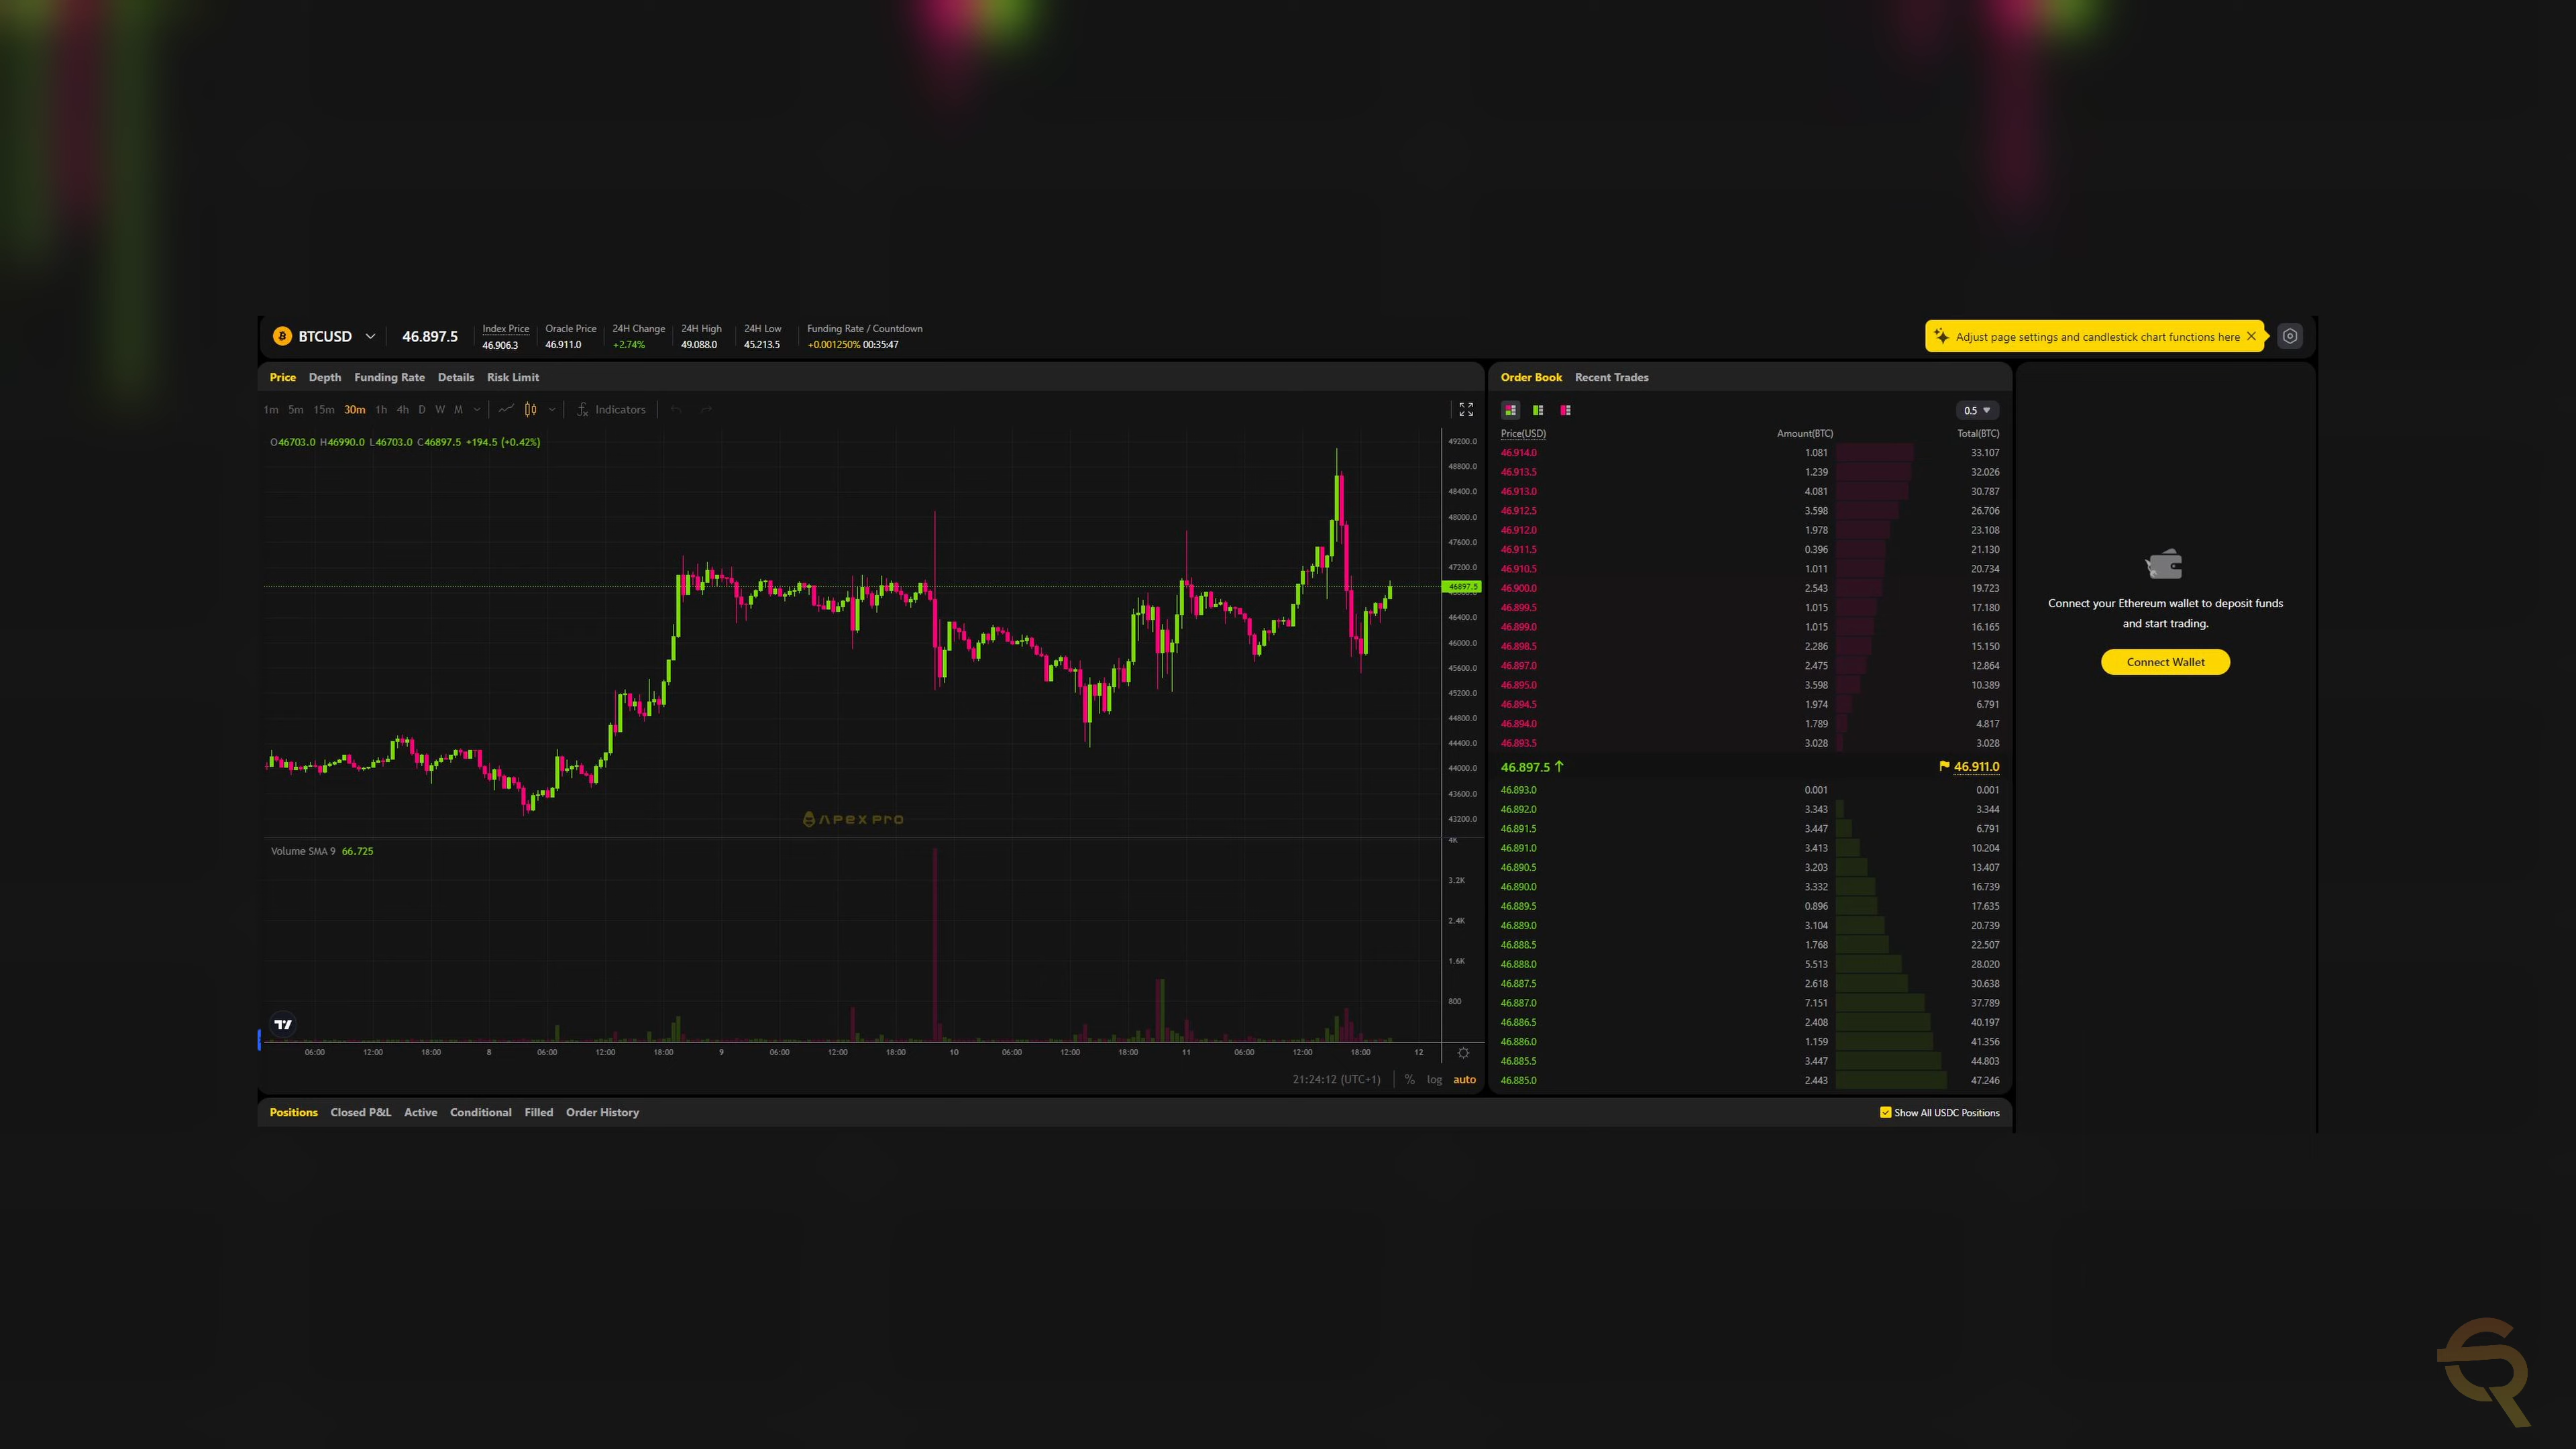 BTCUSD 46.897.5
Index Price 46.906.3
Oracle Price 46.911.0
24H Change +2.74%
24H High 49.088.0
24H Low 45.213.5
Funding Rate / Countdown +0.001250% 00:35:47
Adjust page settings and candlestick chart functions here
Price Depth Funding Rate Details Risk Limit
1m 5m 15m 30m 1h 4h D W M Indicators
O46703.0 H46990.0 L46703.0 C46897.5 +194.5 (+0.42%)
49200.0
48800.0
48400.0
48000.0
47600.0
47200.0
46897.5
46400.0
46000.0
45600.0
45200.0
44800.0
44400.0
44000.0
43600.0
43200.0
Apex Pro
Volume SMA 9 66.725
4K
3.2K
2.4K
1.6K
800
06:00 12:00 18:00 8 06:00 12:00 18:00 9 06:00 12:00 18:00 10 06:00 12:00 18:00 11 06:00 12:00 18:00 12
21:24:12 (UTC+1) % log auto
Order Book Recent Trades
0.5
Price(USD) Amount(BTC) Total(BTC)
46.914.0 1.081 33.107
46.913.5 1.239 32.026
46.913.0 4.081 30.787
46.912.5 3.598 26.706
46.912.0 1.978 23.108
46.911.5 0.396 21.130
46.910.5 1.011 20.734
46.900.0 2.543 19.723
46.899.5 1.015 17.180
46.899.0 1.015 16.165
46.898.5 2.286 15.150
46.897.0 2.475 12.864
46.895.0 3.598 10.389
46.894.5 1.974 6.791
46.894.0 1.789 4.817
46.893.5 3.028 3.028
46.897.5 46.911.0
46.893.0 0.001 0.001
46.892.0 3.343 3.344
46.891.5 3.447 6.791
46.891.0 3.413 10.204
46.890.5 3.203 13.407
46.890.0 3.332 16.739
46.889.5 0.896 17.635
46.889.0 3.104 20.739
46.888.5 1.768 22.507
46.888.0 5.513 28.020
46.887.5 2.618 30.638
46.887.0 7.151 37.789
46.886.5 2.408 40.197
46.886.0 1.159 41.356
46.885.5 3.447 44.803
46.885.0 2.443 47.246
Connect your Ethereum wallet to deposit funds
and start trading.
Connect Wallet
Positions Closed P&L Active Conditional Filled Order History
Show All USDC Positions